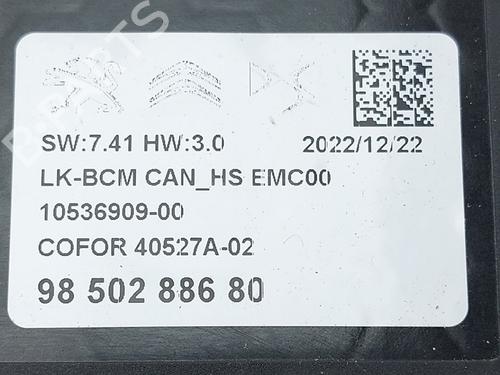 SW:7.41 HW:3.0 2022/12/22
LK-BCM CAN_HS EMC00
10536909-00
COFOR 40527A-02
98 502 886 80
B-PARTS